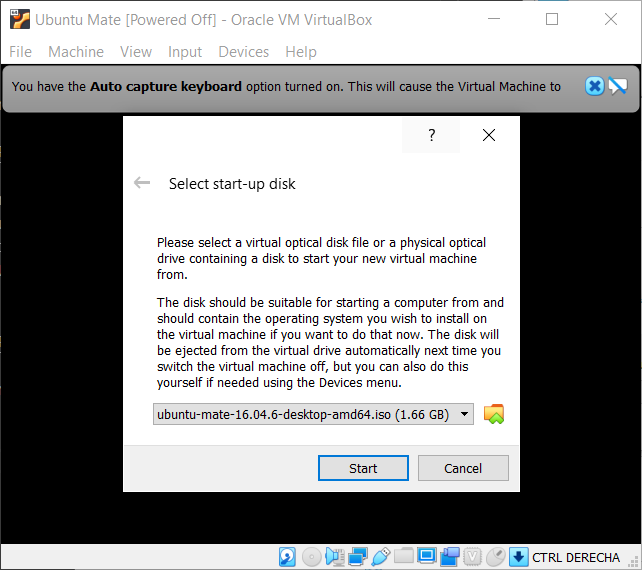 Ubuntu Mate [Powered Off] - Oracle VM VirtualBox
File Machine View Input Devices Help
You have the Auto capture keyboard option turned on. This will cause the Virtual Machine to
?
Select start-up disk
Please select a virtual optical disk file or a physical optical
drive containing a disk to start your new virtual machine
from.
The disk should be suitable for starting a computer from and
should contain the operating system you wish to install on
the virtual machine if you want to do that now. The disk will
be ejected from the virtual drive automatically next time you
switch the virtual machine off, but you can also do this
yourself if needed using the Devices menu.
ubuntu-mate-16.04.6-desktop-amd64.iso (1.66 GB)
Start Cancel
CTRL DERECHA